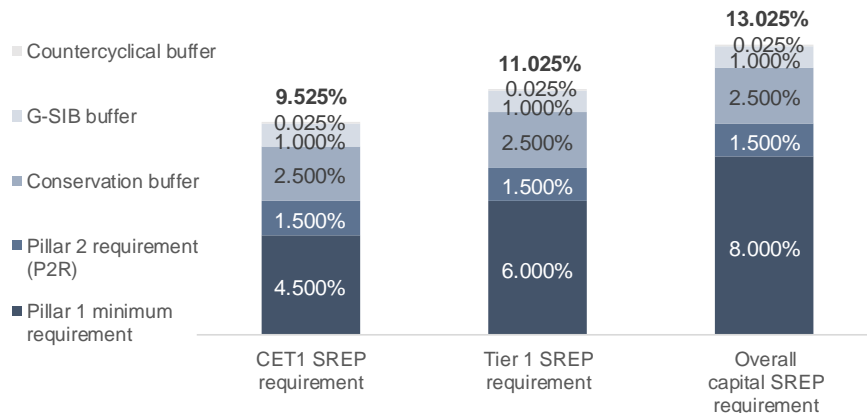 Countercyclical buffer
G-SIB buffer
Conservation buffer
Pillar 2 requirement
(P2R)
Pillar 1 minimum
requirement
9.525%
0.025%
1.000%
2.500%
1.500%
4.500%
CET1 SREP
requirement
11.025%
0.025%
1.000%
2.500%
1.500%
6.000%
Tier 1 SREP
requirement
13.025%
0.025%
1.000%
2.500%
1.500%
8.000%
Overall
capital SREP
requirement